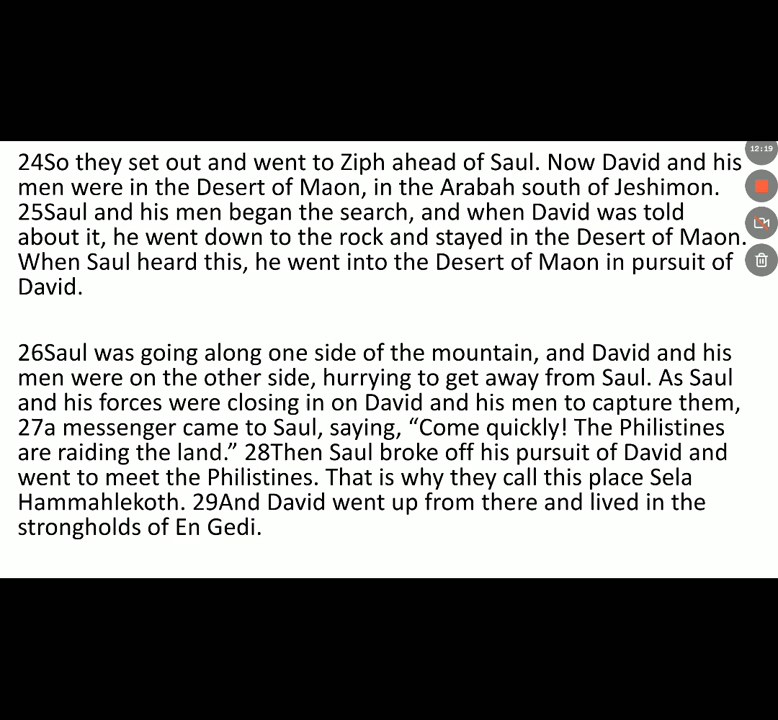 12:19
24So they set out and went to Ziph ahead of Saul. Now David and his
men were in the Desert of Maon, in the Arabah south of Jeshimon.
25Saul and his men began the search, and when David was told
about it, he went down to the rock and stayed in the Desert of Maon.
When Saul heard this, he went into the Desert of Maon in pursuit of
David.
26Saul was going along one side of the mountain, and David and his
men were on the other side, hurrying to get away from Saul. As Saul
and his forces were closing in on David and his men to capture them,
27a messenger came to Saul, saying, “Come quickly! The Philistines
are raiding the land.” 28Then Saul broke off his pursuit of David and
went to meet the Philistines. That is why they call this place Sela
Hammahlekoth. 29And David went up from there and lived in the
strongholds of En Gedi.